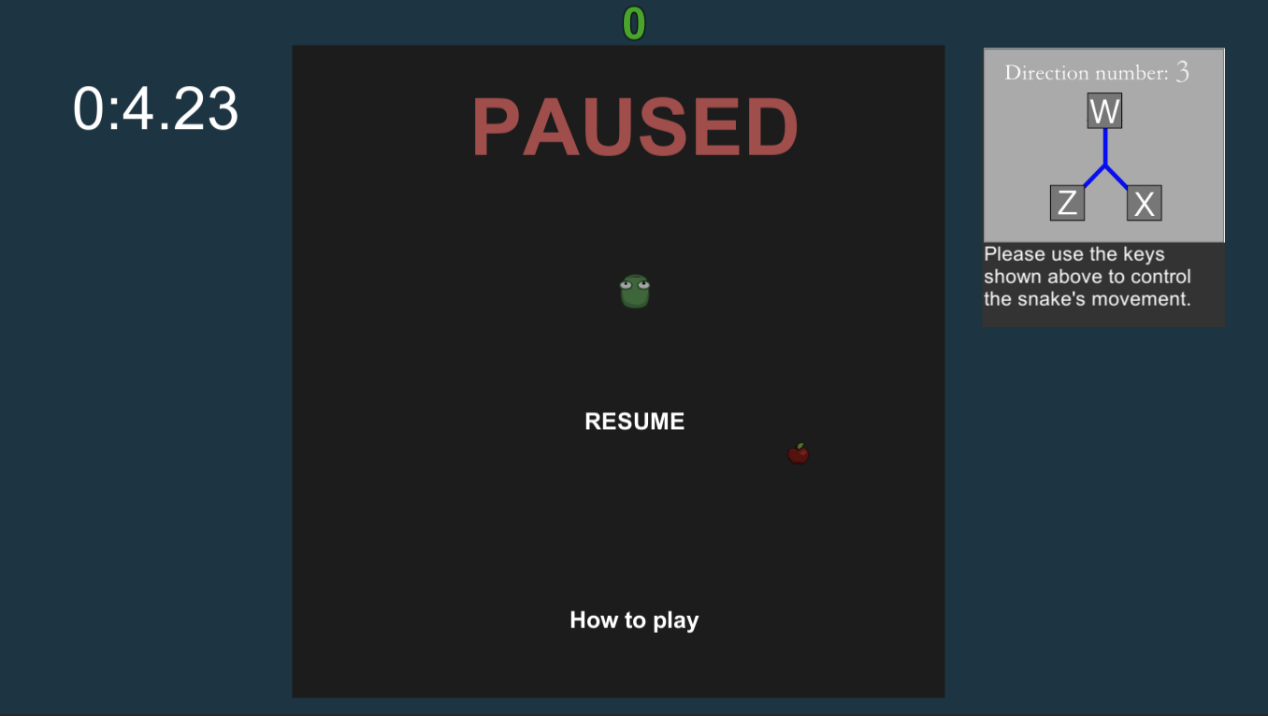 0
0:4.23
PAUSED
RESUME
How to play
Direction number: 3
W
Z X
Please use the keys
shown above to control
the snake's movement.